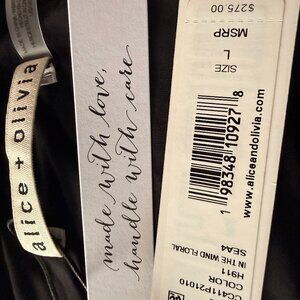 alice + olivia
made with love,
handle with care
$275.00
MSRP
L
SIZE
1 98348 10927 8
www.aliceandolivia.com
SEA4
IN THE WIND FLORAL
H911
COLOR
CC411P21010